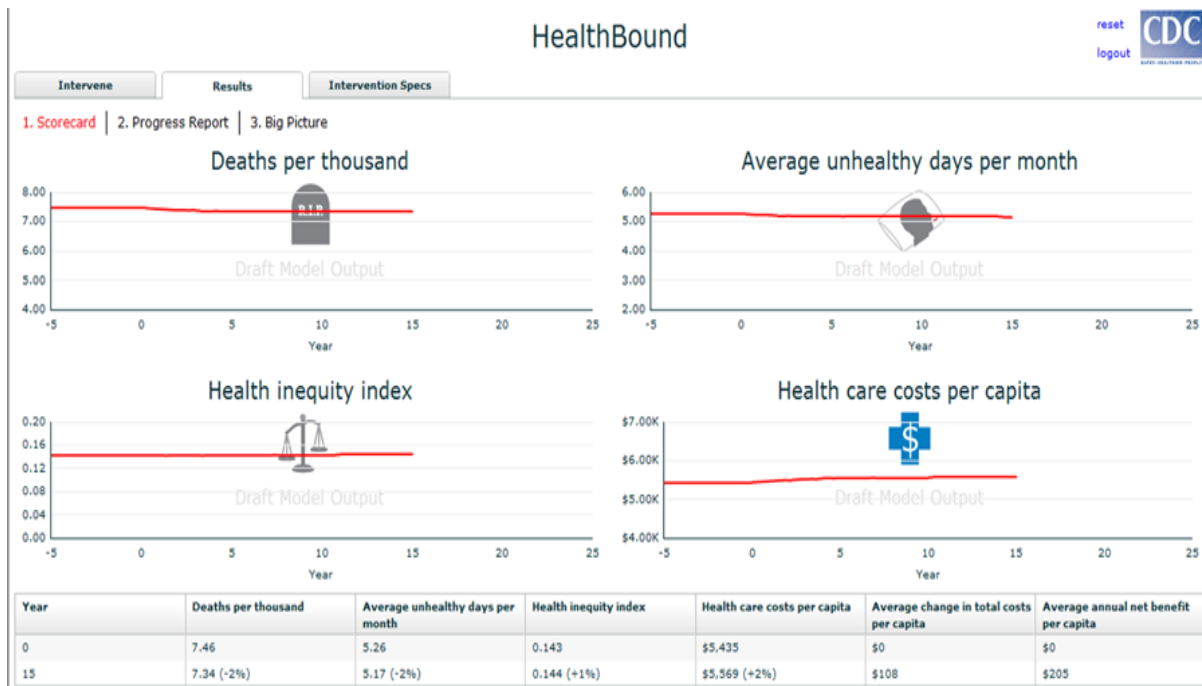 HealthBound
reset
logout
CDC
Intervene Results Intervention Specs
1. Scorecard | 2. Progress Report | 3. Big Picture
Deaths per thousand
8.00
7.00
6.00
5.00
4.00
R.I.P.
Draft Model Output
-5 0 5 10 15 20 25
Year
Average unhealthy days per month
6.00
5.00
4.00
3.00
2.00
Draft Model Output
-5 0 5 10 15 20 25
Year
Health inequity index
0.20
0.16
0.12
0.08
0.04
0.00
Draft Model Output
-5 0 5 10 15 20 25
Year
Health care costs per capita
$7.00K
$6.00K
$5.00K
$4.00K
$
Draft Model Output
-5 0 5 10 15 20 25
Year
Year Deaths per thousand Average unhealthy days per month Health inequity index Health care costs per capita Average change in total costs per capita Average annual net benefit per capita
0 7.46 5.26 0.143 $5,435 $0 $0
15 7.34 (-2%) 5.17 (-2%) 0.144 (+1%) $5,569 (+2%) $108 $205